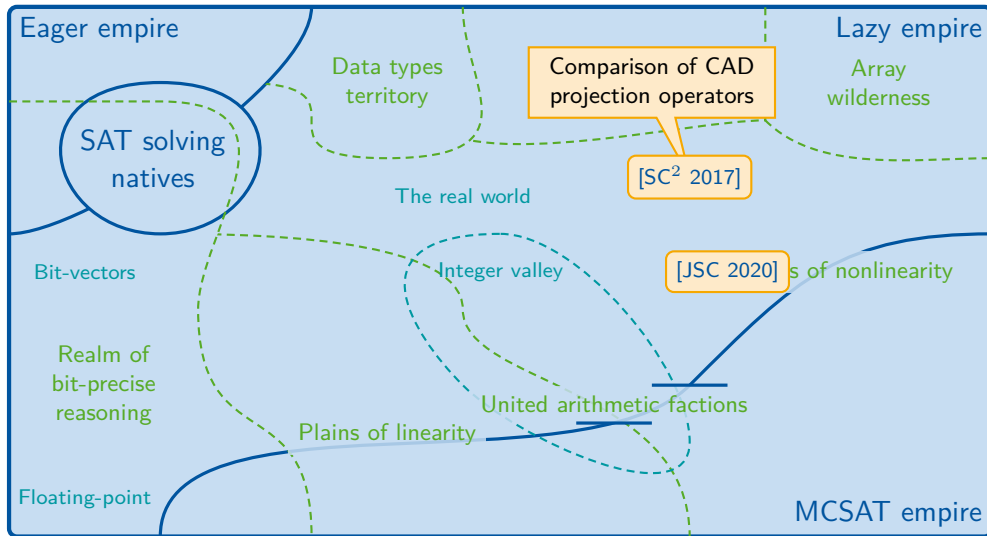 Eager empire
Lazy empire
Data types
territory
Comparison of CAD
projection operators
Array
wilderness
SAT solving
natives
[SC² 2017]
The real world
Bit-vectors
Integer valley
[JSC 2020]
s of nonlinearity
Realm of
bit-precise
reasoning
United arithmetic factions
Plains of linearity
Floating-point
MCSAT empire